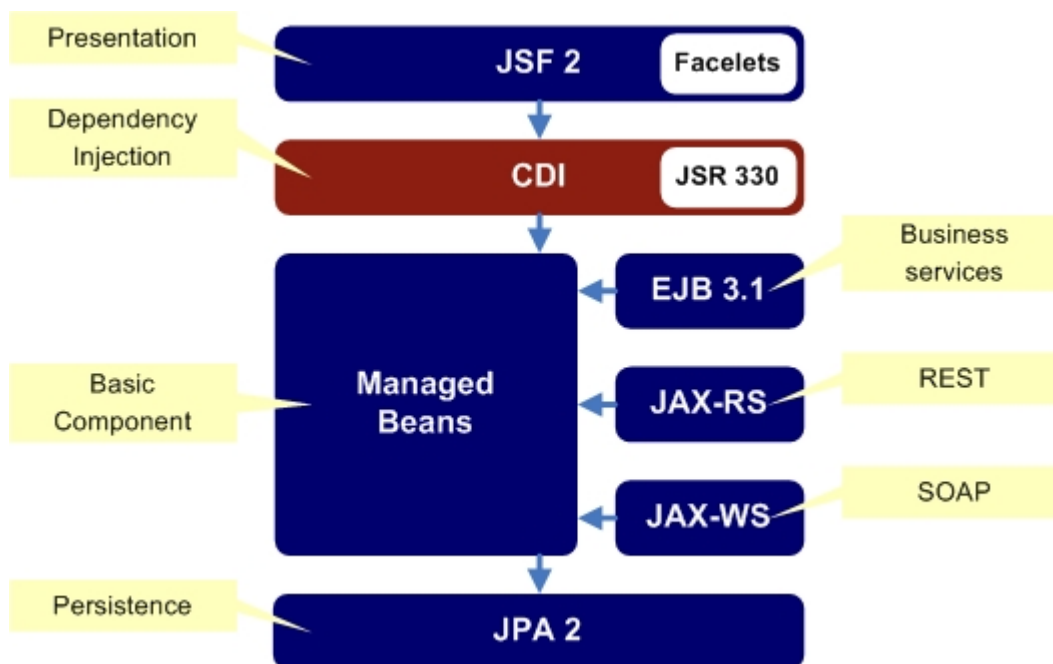 Presentation
JSF 2
Facelets
Dependency
Injection
CDI
JSR 330
Business
services
EJB 3.1
Basic
Component
Managed
Beans
JAX-RS
REST
JAX-WS
SOAP
Persistence
JPA 2